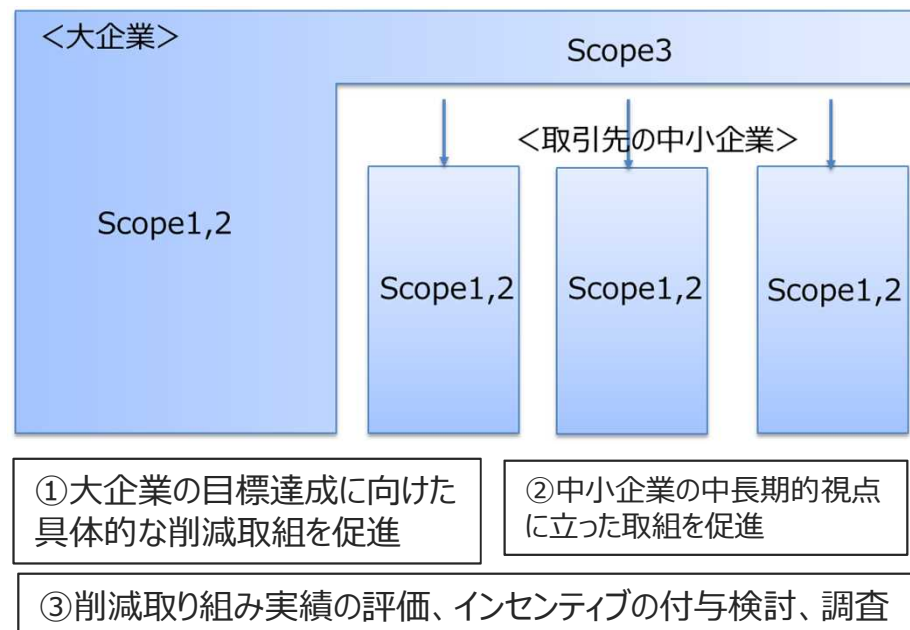 ＜大企業＞
Scope3
＜取引先の中小企業＞
Scope1,2
Scope1,2
Scope1,2
Scope1,2
①大企業の目標達成に向けた
具体的な削減取組を促進
②中小企業の中長期的視点
に立った取組を促進
③削減取り組み実績の評価、インセンティブの付与検討、調査